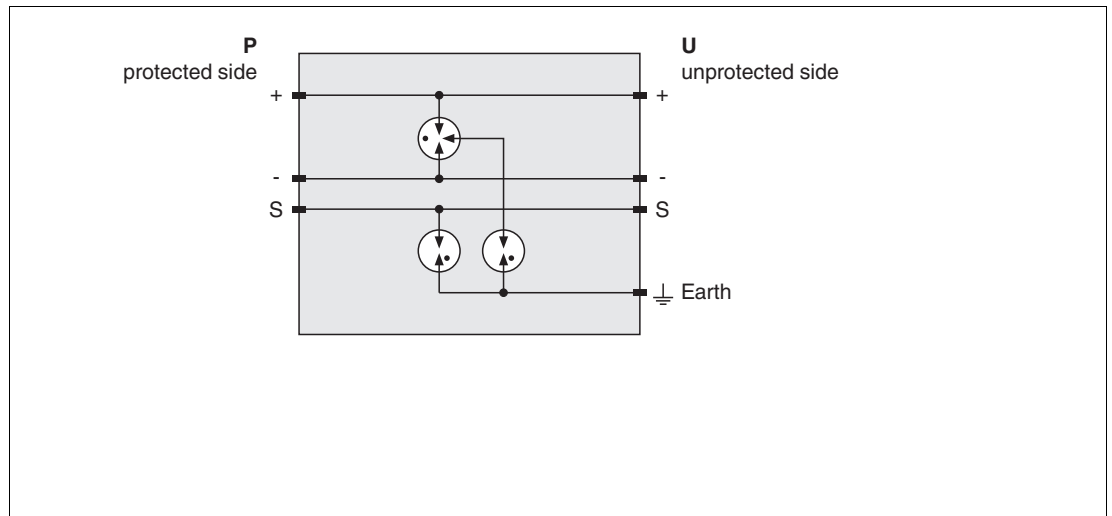 P
protected side
U
unprotected side
+ +
- -
S S
Earth